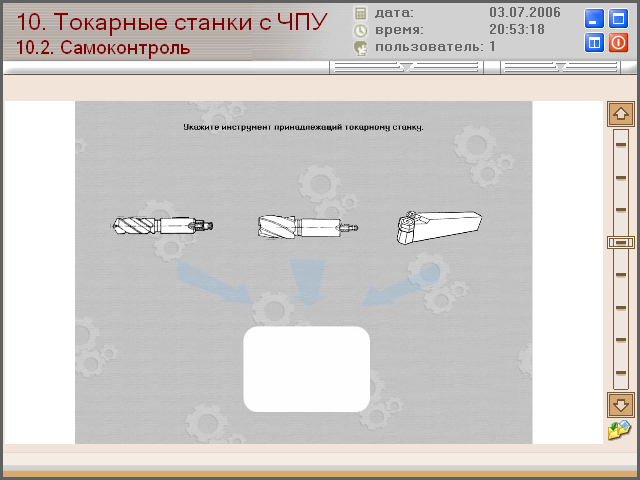 10. Токарные станки с ЧПУ
10.2. Самоконтроль
дата: 03.07.2006
время: 20:53:18
пользователь: 1
Укажите инструмент принадлежащий токарному станку.